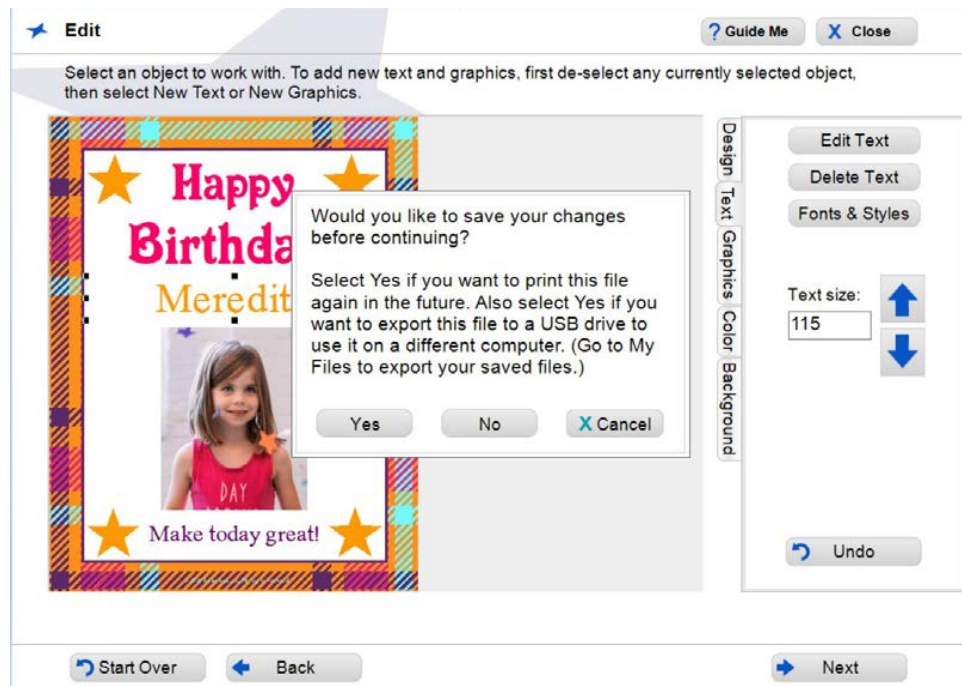 Edit
? Guide Me
X Close
Select an object to work with. To add new text and graphics, first de-select any currently selected object,
then select New Text or New Graphics.
Happy
Birthda
Meredit
DAY
Make today great!
Would you like to save your changes
before continuing?
Select Yes if you want to print this file
again in the future. Also select Yes if you
want to export this file to a USB drive to
use it on a different computer. (Go to My
Files to export your saved files.)
Yes
No
X Cancel
Design
Text
Graphics
Color
Background
Edit Text
Delete Text
Fonts & Styles
Text size:
115
Undo
Start Over
Back
Next